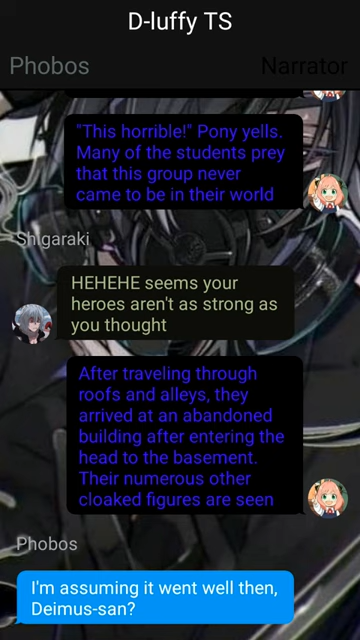 D-luffy TS
Phobos
Narrator
"This horrible!" Pony yells.
Many of the students prey
that this group never
came to be in their world
Shigaraki
HEHEHE seems your
heroes aren't as strong as
you thought
After traveling through
roofs and alleys, they
arrived at an abandoned
building after entering the
head to the basement.
Their numerous other
cloaked figures are seen
Phobos
I'm assuming it went well then,
Deimus-san?